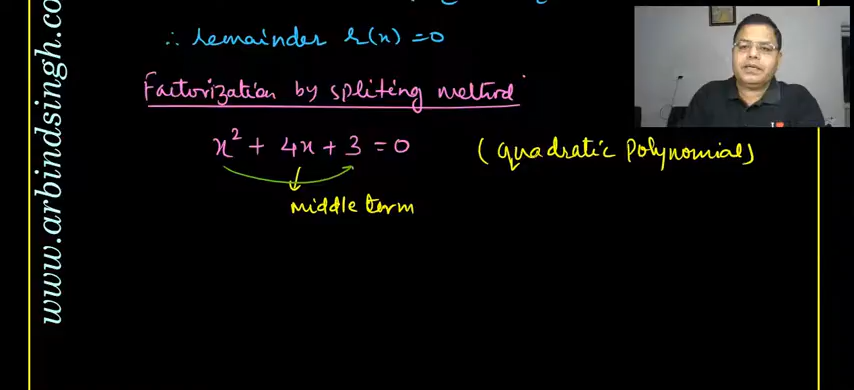 ∴ remainder r(x) = 0
Factorization by spliting method
x² + 4x + 3 = 0 (quadratic polynomial)
middle term
www.arbindsingh.co